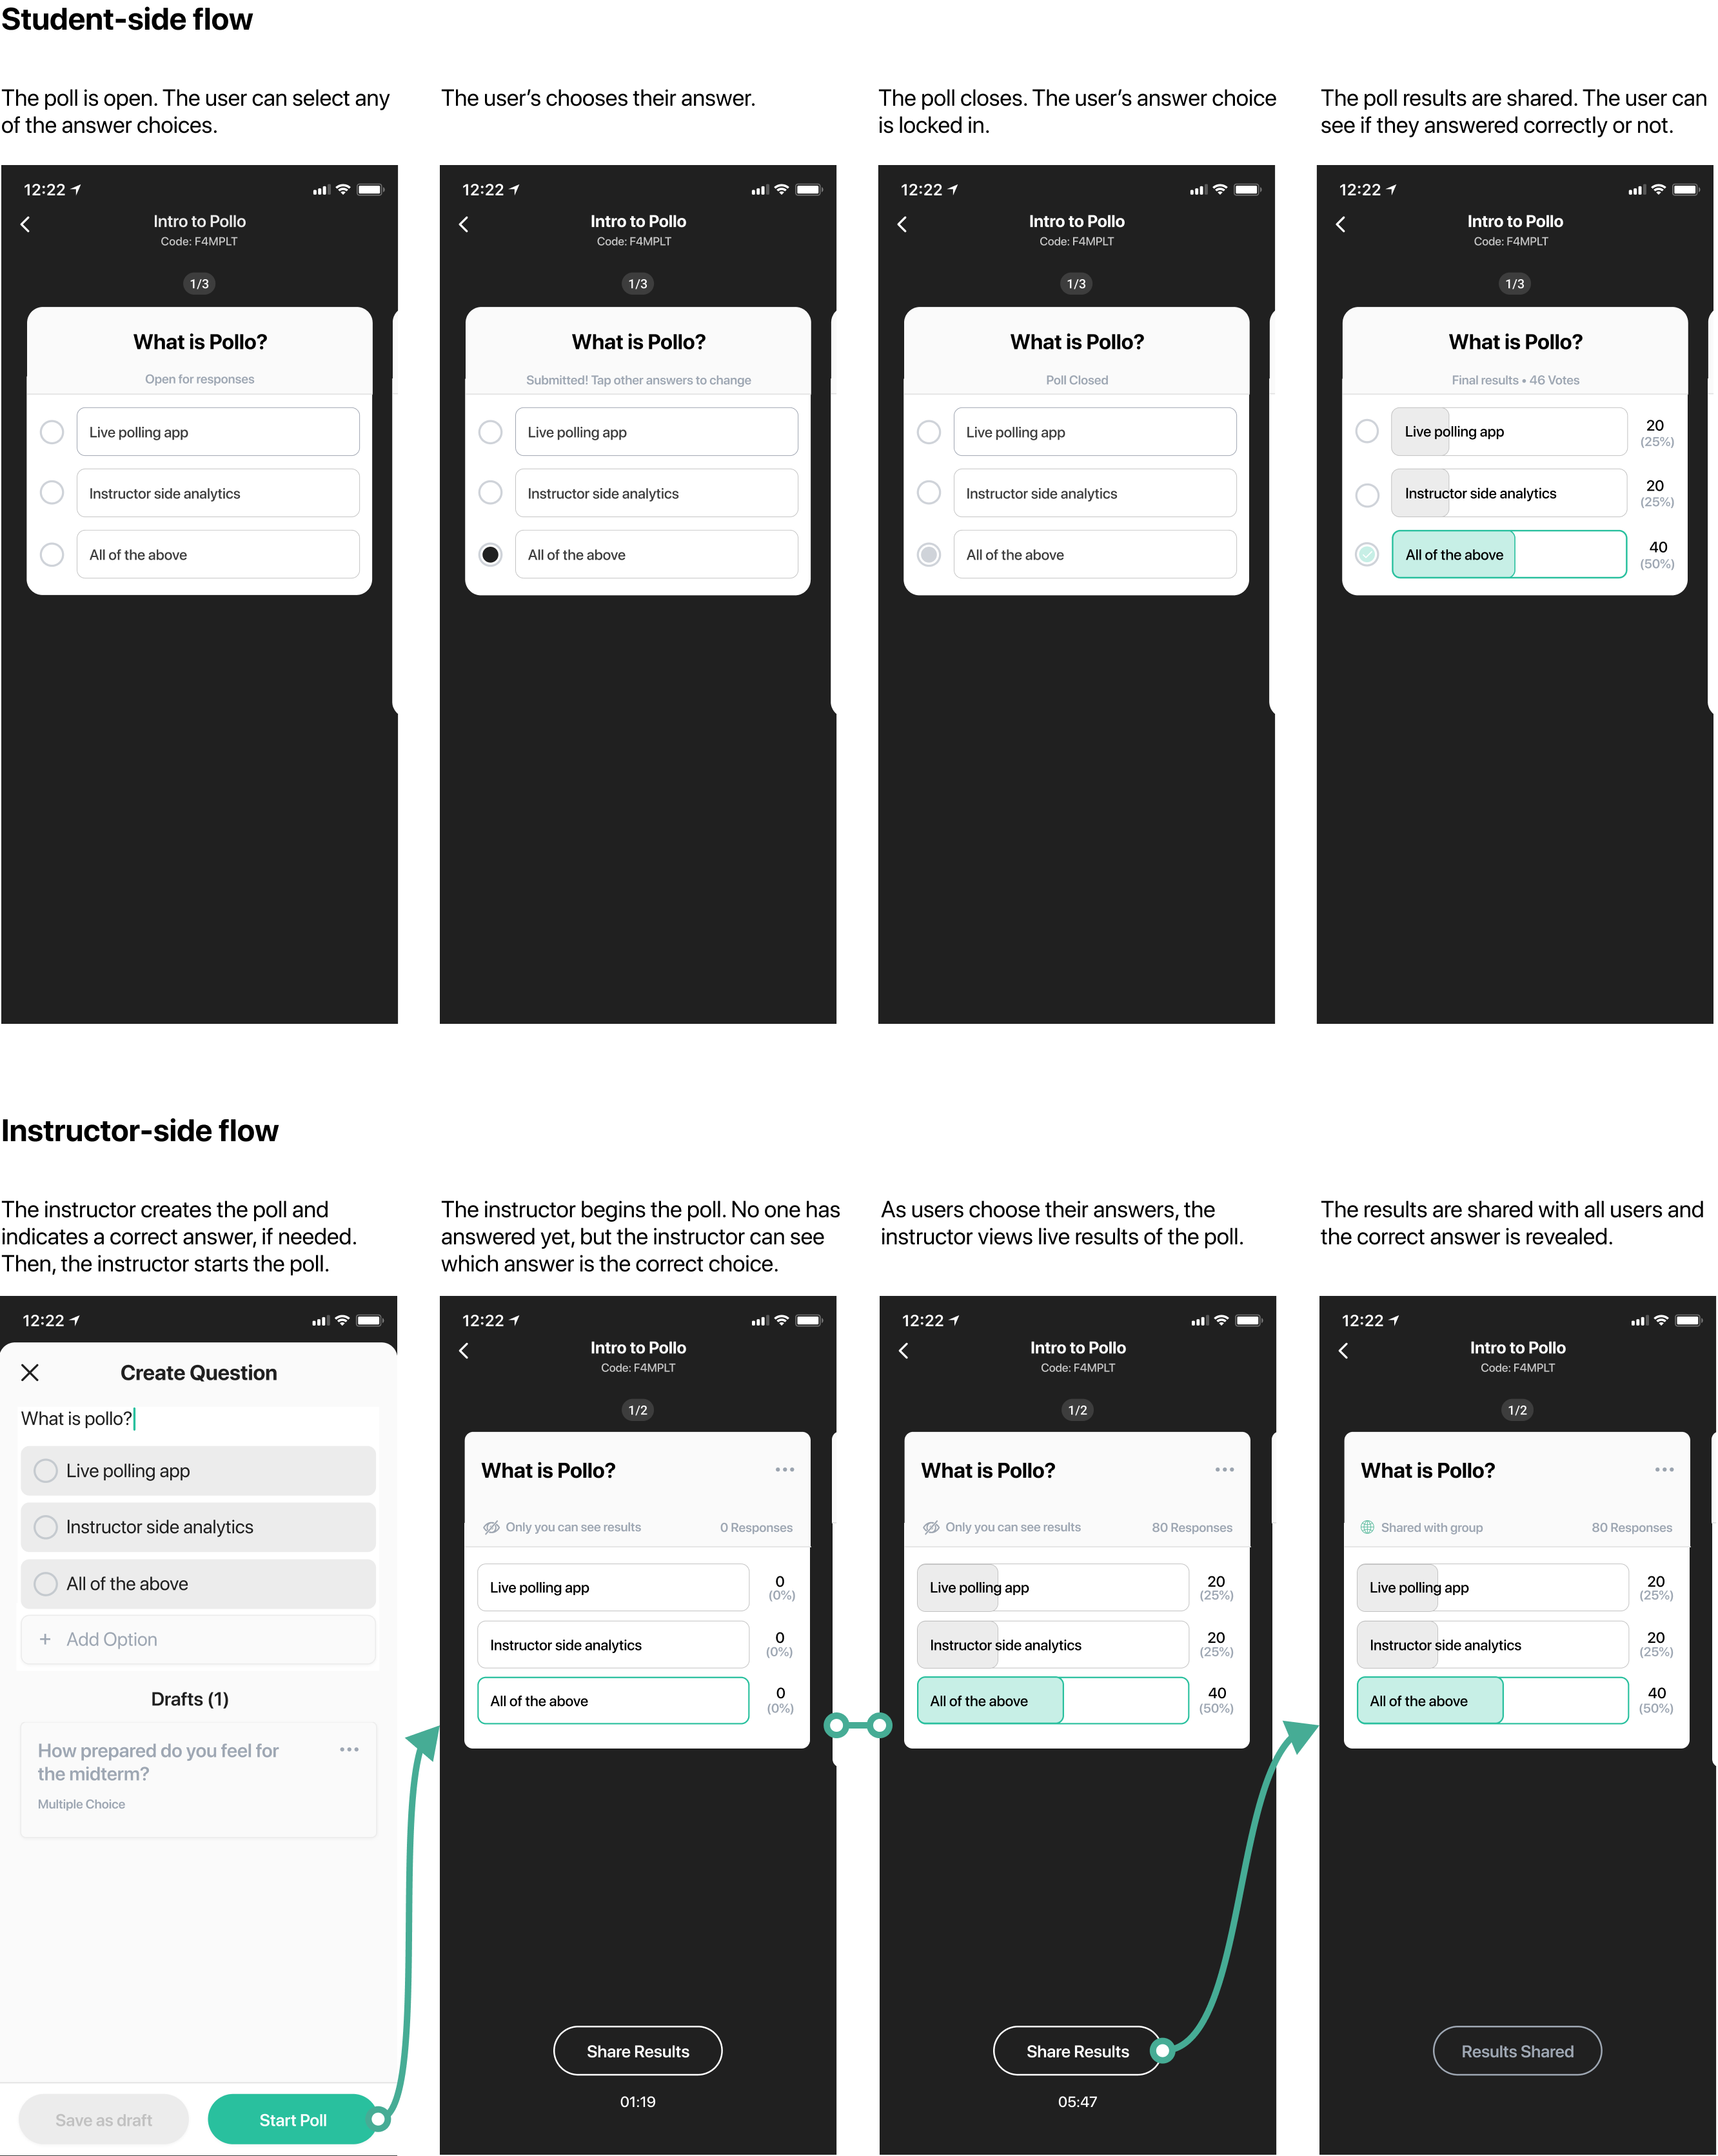 Student-side flow
The poll is open. The user can select any
of the answer choices.
12:22
Intro to Pollo
Code: F4MPLT
1/3
What is Pollo?
Open for responses
Live polling app
Instructor side analytics
All of the above
The user’s chooses their answer.
12:22
Intro to Pollo
Code: F4MPLT
1/3
What is Pollo?
Submitted! Tap other answers to change
Live polling app
Instructor side analytics
All of the above
The poll closes. The user’s answer choice
is locked in.
12:22
Intro to Pollo
Code: F4MPLT
1/3
What is Pollo?
Poll Closed
Live polling app
Instructor side analytics
All of the above
The poll results are shared. The user can
see if they answered correctly or not.
12:22
Intro to Pollo
Code: F4MPLT
1/3
What is Pollo?
Final results • 46 Votes
Live polling app 20
(25%)
Instructor side analytics 20
(25%)
All of the above 40
(50%)
Instructor-side flow
The instructor creates the poll and
indicates a correct answer, if needed.
Then, the instructor starts the poll.
12:22
Create Question
What is pollo?
Live polling app
Instructor side analytics
All of the above
+ Add Option
Drafts (1)
How prepared do you feel for
the midterm?
Multiple Choice
Save as draft Start Poll
The instructor begins the poll. No one has
answered yet, but the instructor can see
which answer is the correct choice.
12:22
Intro to Pollo
Code: F4MPLT
1/2
What is Pollo?
Only you can see results 0 Responses
Live polling app 0
(0%)
Instructor side analytics 0
(0%)
All of the above 0
(0%)
Share Results
01:19
As users choose their answers, the
instructor views live results of the poll.
12:22
Intro to Pollo
Code: F4MPLT
1/2
What is Pollo?
Only you can see results 80 Responses
Live polling app 20
(25%)
Instructor side analytics 20
(25%)
All of the above 40
(50%)
Share Results
05:47
The results are shared with all users and
the correct answer is revealed.
12:22
Intro to Pollo
Code: F4MPLT
1/2
What is Pollo?
Shared with group 80 Responses
Live polling app 20
(25%)
Instructor side analytics 20
(25%)
All of the above 40
(50%)
Results Shared